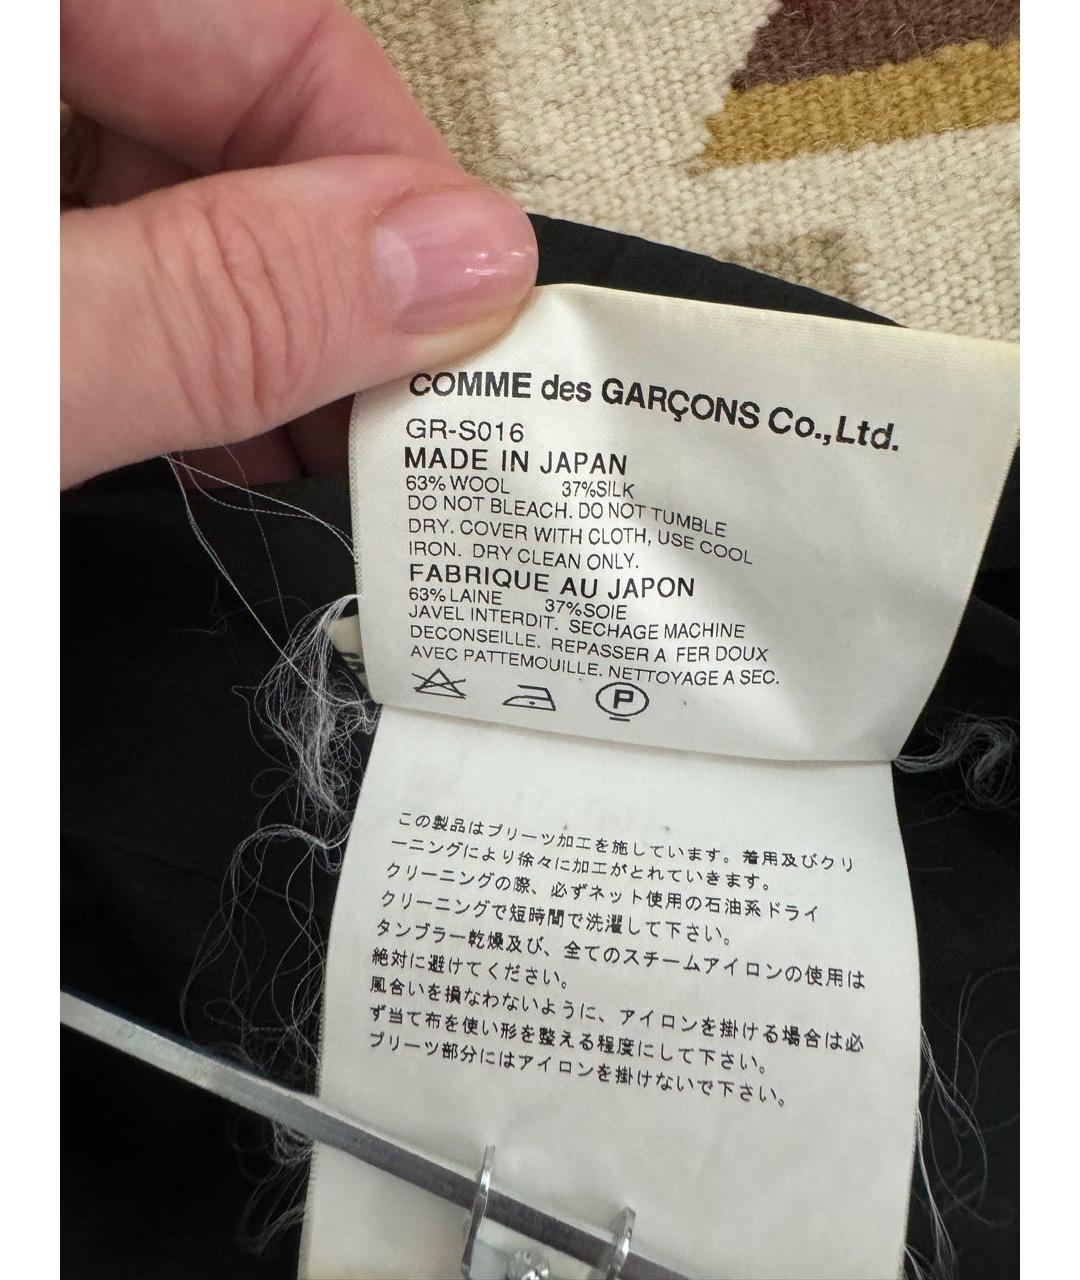 COMME des GARÇONS Co.,Ltd.
GR-S016
MADE IN JAPAN
63% WOOL 37%SILK
DO NOT BLEACH. DO NOT TUMBLE
DRY. COVER WITH CLOTH, USE COOL
IRON. DRY CLEAN ONLY.
FABRIQUE AU JAPON
63% LAINE 37%SOIE
JAVEL INTERDIT. SECHAGE MACHINE
DECONSEILLE. REPASSER A FER DOUX
AVEC PATTEMOUILLE. NETTOYAGE A SEC.
P
この製品はプリーツ加工を施しています。着用及びクリ
ーニングにより徐々に加工がとれていきます。
クリーニングの際、必ずネット使用の石油系ドライ
クリーニングで短時間で洗濯して下さい。
タンブラー乾燥及び、全てのスチームアイロンの使用は
絶対に避けてください。
風合いを損なわないように、アイロンを掛ける場合は必
ず当て布を使い形を整える程度にして下さい。
プリーツ部分にはアイロンを掛けないで下さい。